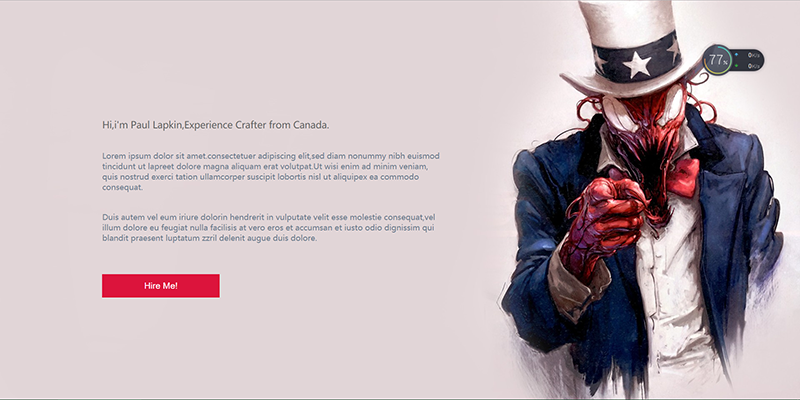 Hi,i'm Paul Lapkin,Experience Crafter from Canada.
Lorem ipsum dolor sit amet.consectetuer adipiscing elit,sed diam nonummy nibh euismod
tincidunt ut lapreet dolore magna aliquam erat volutpat.Ut wisi enim ad minim veniam,
quis nostrud exerci tation ullamcorper suscipit lobortis nisl ut aliquipex ea commodo
consequat.
Duis autem vel eum iriure dolorin hendrerit in vulputate velit esse molestie consequat,vel
illum dolore eu feugiat nulla facilisis at vero eros et accumsan et iusto odio dignissim qui
blandit praesent luptatum zzril delenit augue duis dolore.
Hire Me!
77%
0K/s
0K/s